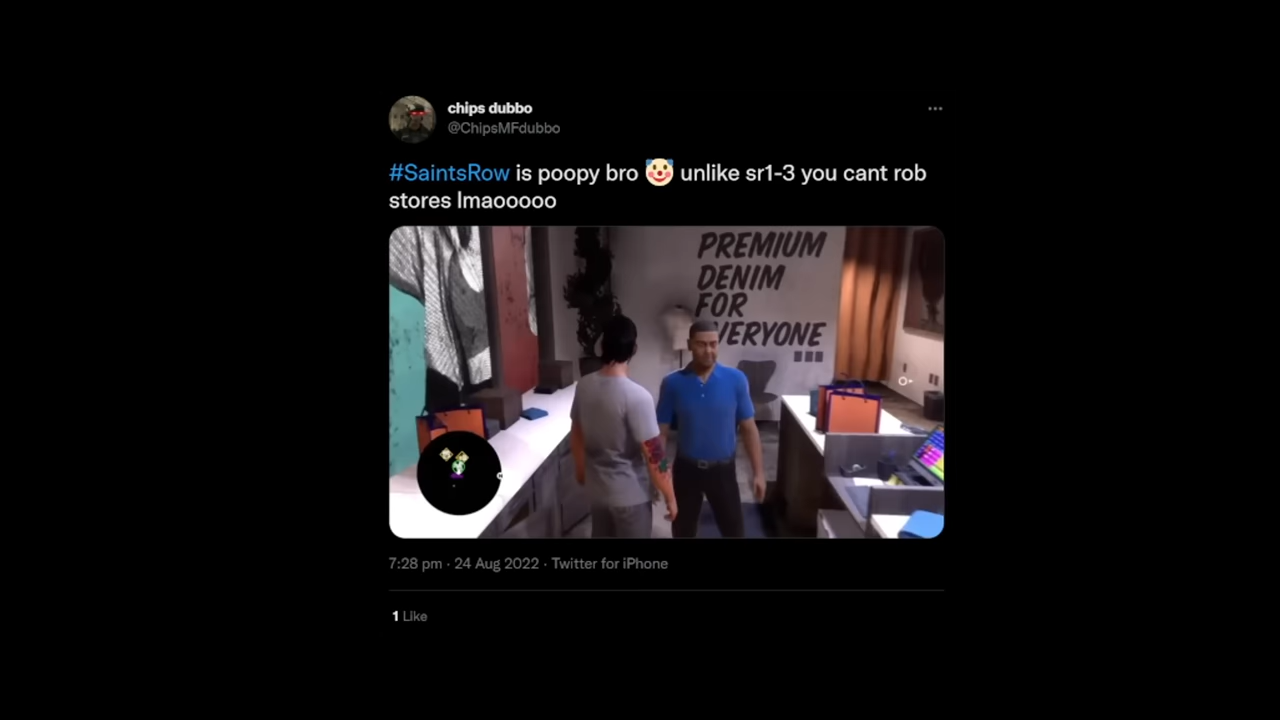 chips dubbo
@ChipsMFdubbo
#SaintsRow is poopy bro 🤡 unlike sr1-3 you cant rob
stores lmaooooo
PREMIUM
DENIM
FOR
VERYONE
7:28 pm · 24 Aug 2022 · Twitter for iPhone
1 Like